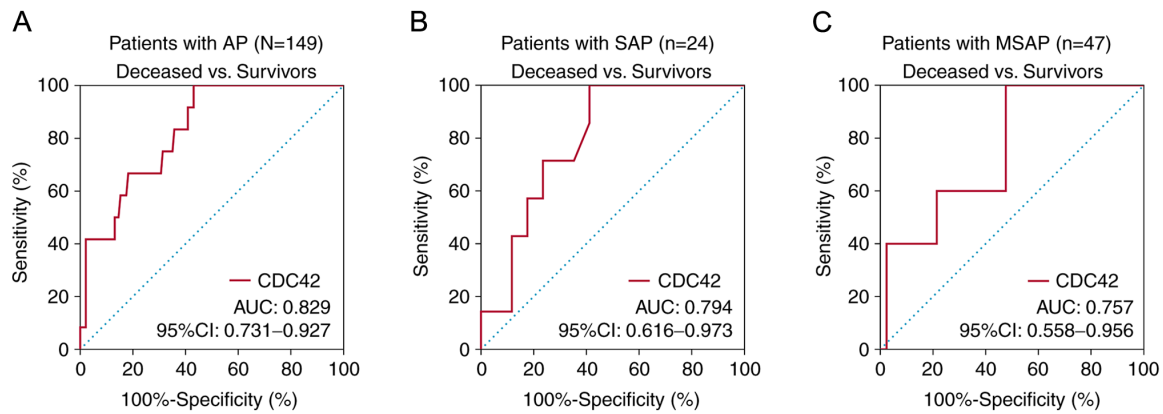 A
Patients with AP (N=149)
Deceased vs. Survivors
100
80
60
40
20
0
Sensitivity (%)
CDC42
AUC: 0.829
95%CI: 0.731–0.927
0 20 40 60 80 100
100%-Specificity (%)
B
Patients with SAP (n=24)
Deceased vs. Survivors
100
80
60
40
20
0
Sensitivity (%)
CDC42
AUC: 0.794
95%CI: 0.616–0.973
0 20 40 60 80 100
100%-Specificity (%)
C
Patients with MSAP (n=47)
Deceased vs. Survivors
100
80
60
40
20
0
Sensitivity (%)
CDC42
AUC: 0.757
95%CI: 0.558–0.956
0 20 40 60 80 100
100%-Specificity (%)